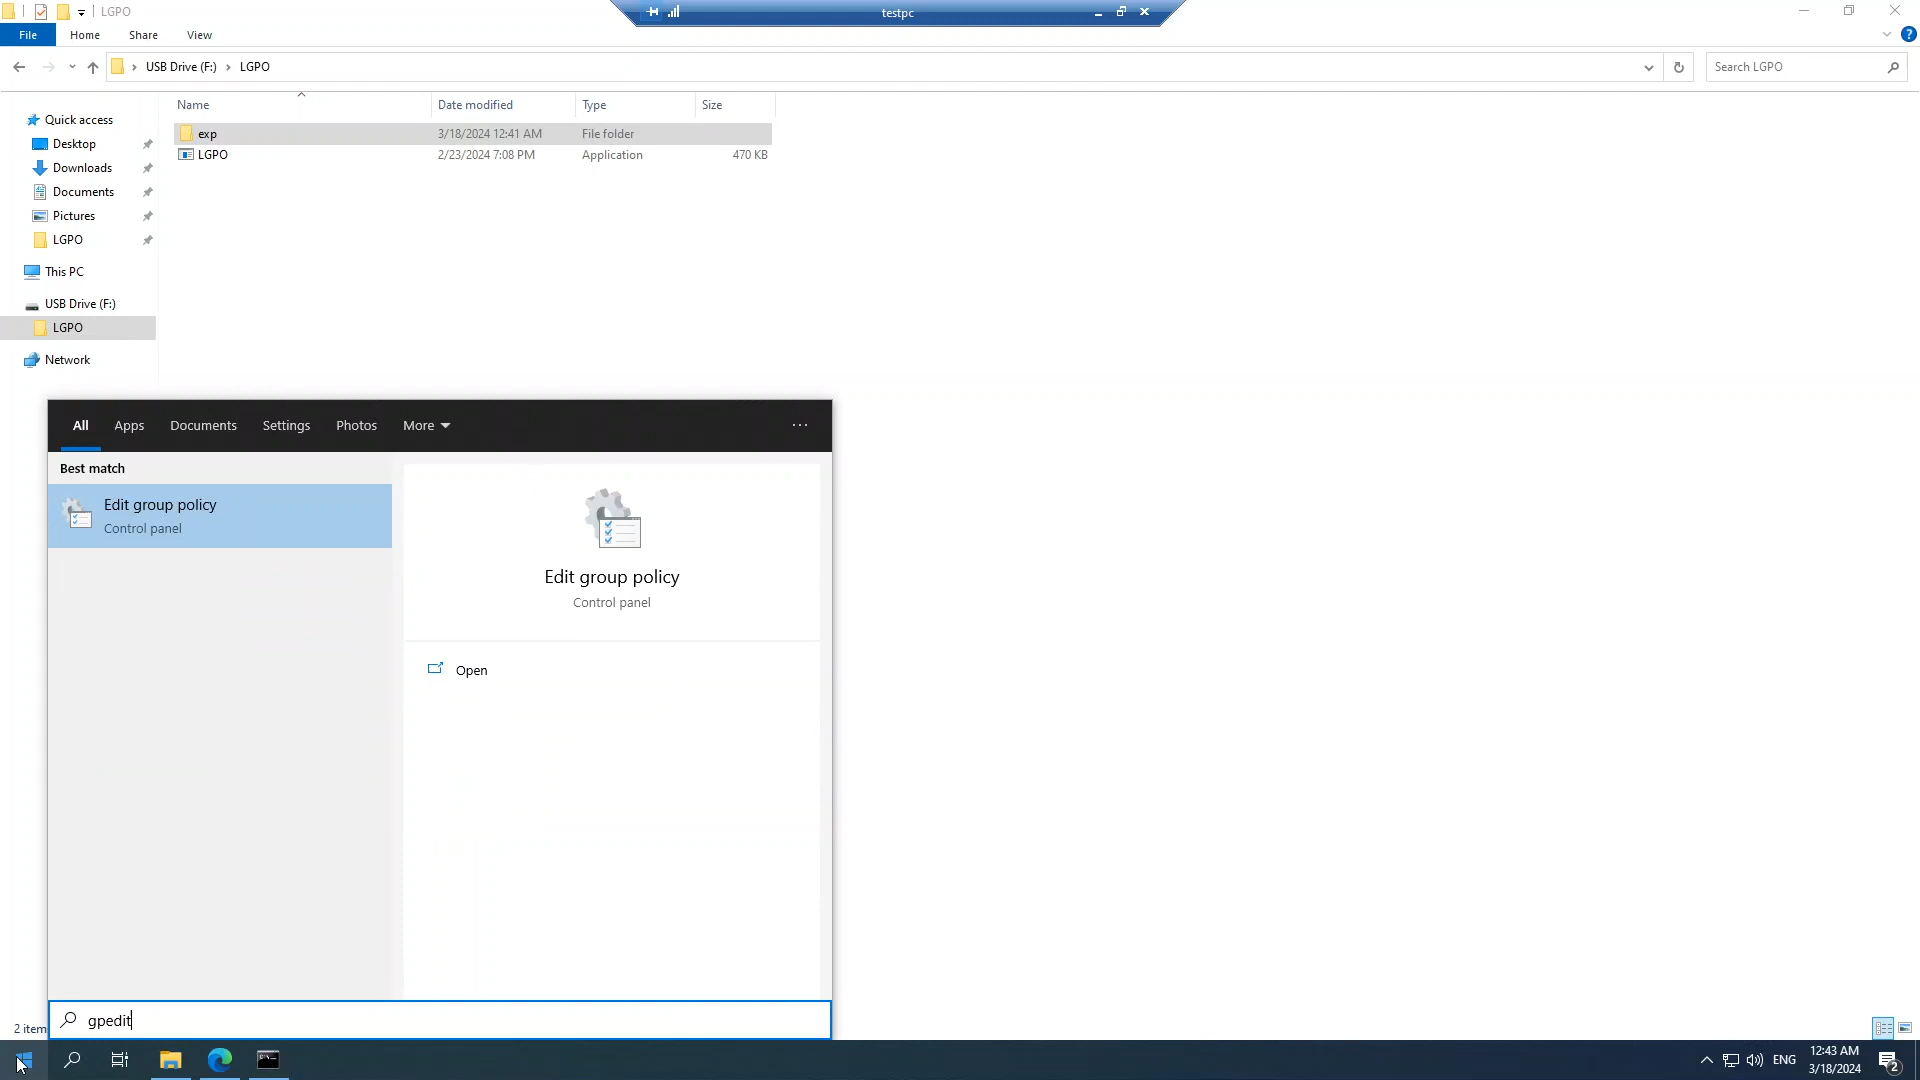 LGPO
testpc
File
Home
Share
View
USB Drive (F:)
LGPO
Search LGPO
Name
Date modified
Type
Size
exp
3/18/2024 12:41 AM
File folder
LGPO
2/23/2024 7:08 PM
Application
470 KB
Quick access
Desktop
Downloads
Documents
Pictures
LGPO
This PC
USB Drive (F:)
LGPO
Network
All
Apps
Documents
Settings
Photos
More
Best match
Edit group policy
Control panel
Edit group policy
Control panel
Open
gpedit
2 item
ENG
12:43 AM
3/18/2024
2